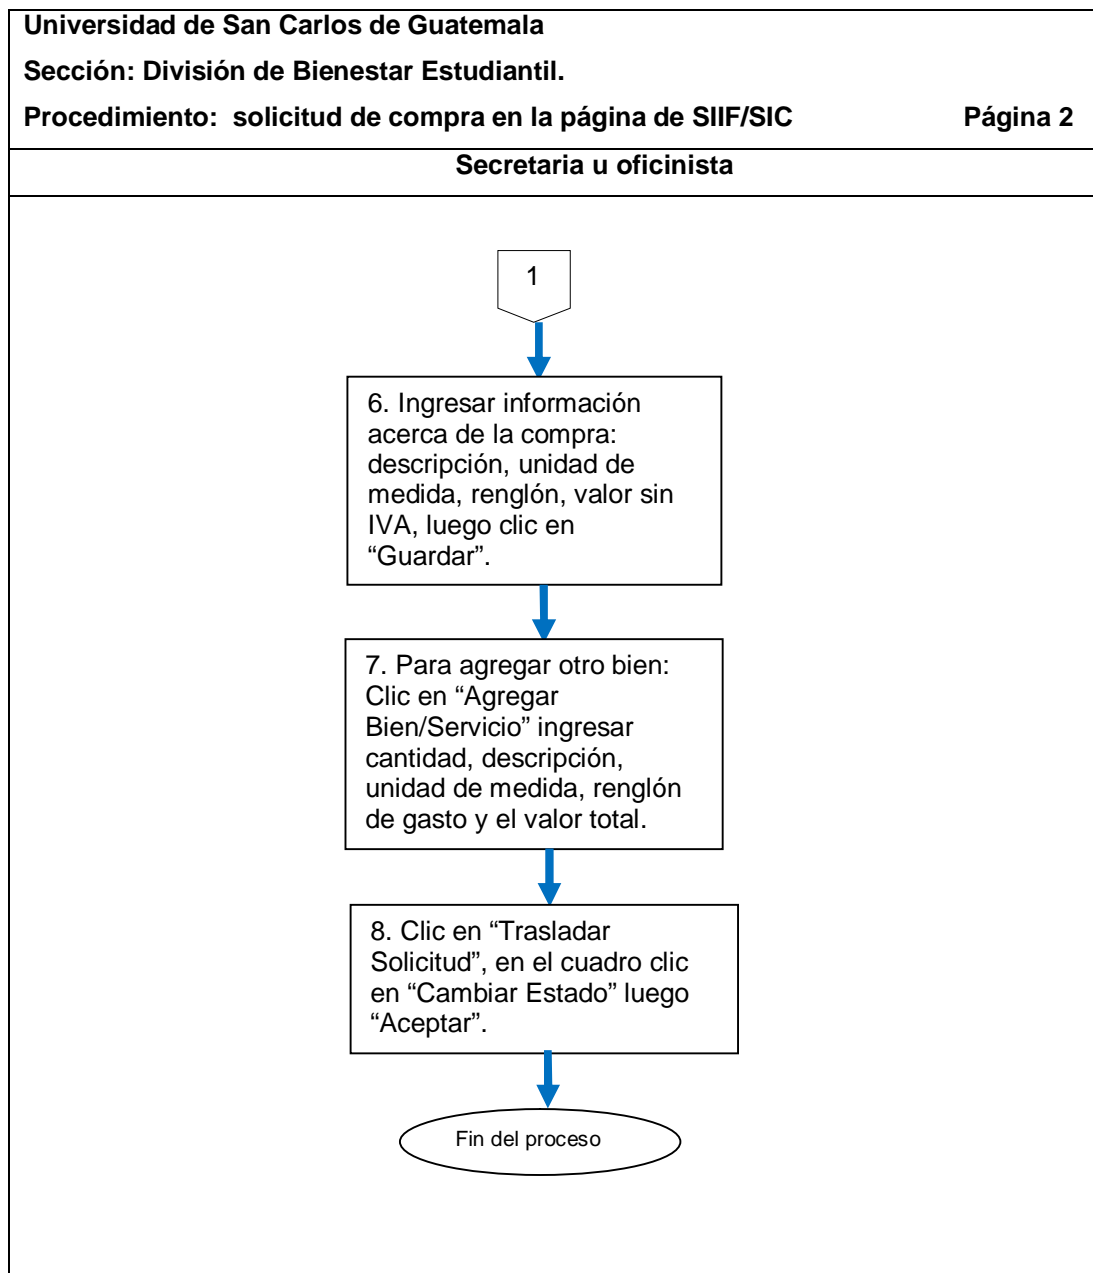 Universidad de San Carlos de Guatemala
Sección: División de Bienestar Estudiantil.
Procedimiento:  solicitud de compra en la página de SIIF/SIC Página 2
Secretaria u oficinista
1
6. Ingresar información
acerca de la compra:
descripción, unidad de
medida, renglón, valor sin
IVA, luego clic en
“Guardar”.
7. Para agregar otro bien:
Clic en “Agregar
Bien/Servicio” ingresar
cantidad, descripción,
unidad de medida, renglón
de gasto y el valor total.
8. Clic en “Trasladar
Solicitud”, en el cuadro clic
en “Cambiar Estado” luego
“Aceptar”.
Fin del proceso